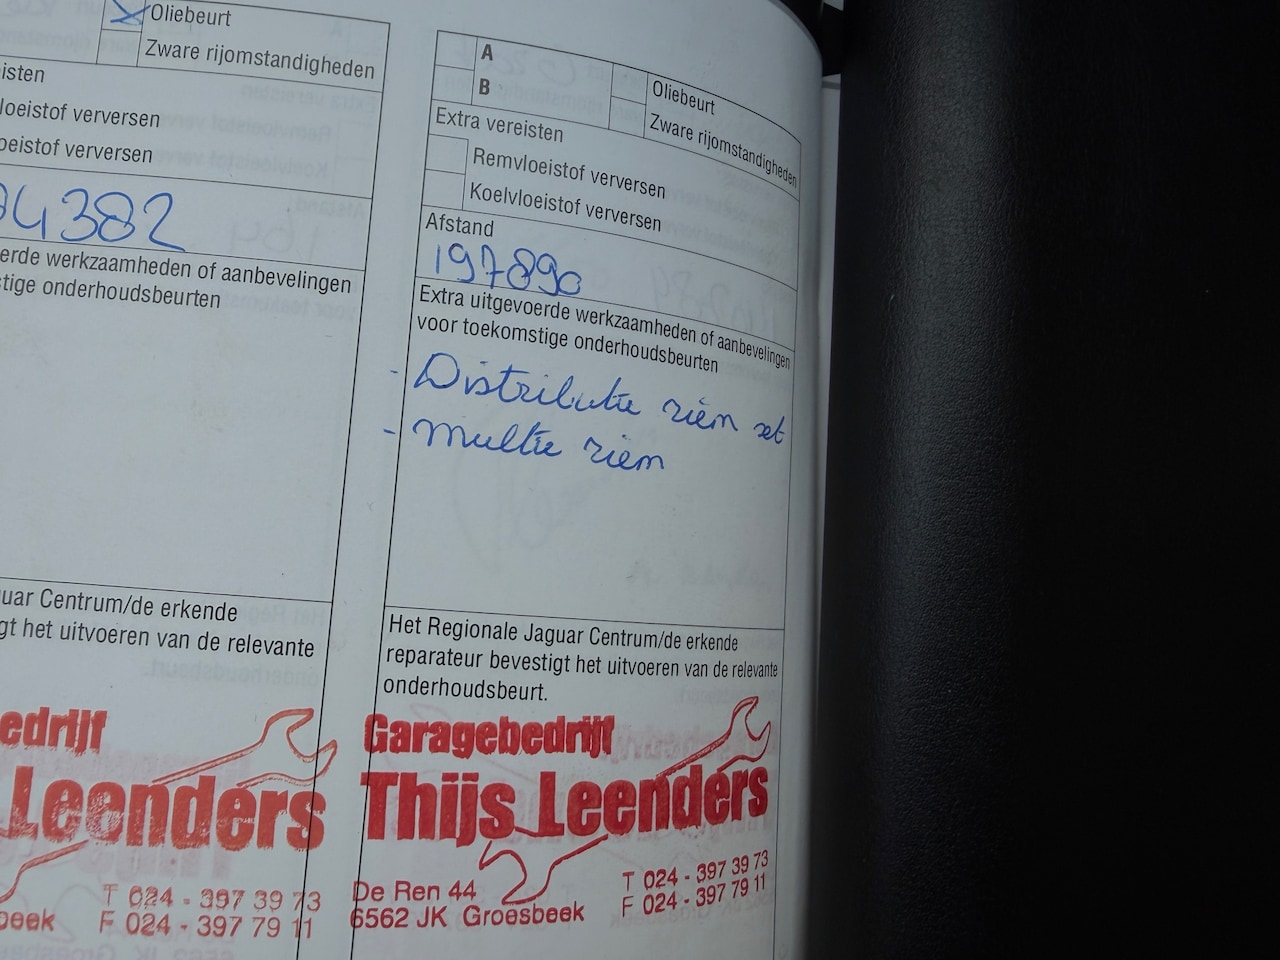 Oliebeurt
Zware rijomstandigheden
isten
loeistof verversen
oeistof verversen
4382
erde werkzaamheden of aanbevelingen
stige onderhoudsbeurten
uar Centrum/de erkende
gt het uitvoeren van de relevante
edrijf
Leenders
T 024 - 397 39 73
eek F 024 - 397 79 11
A
B
Oliebeurt
Zware rijomstandigheden
Extra vereisten
Remvloeistof verversen
Koelvloeistof verversen
Afstand
197890
Extra uitgevoerde werkzaamheden of aanbevelingen
voor toekomstige onderhoudsbeurten
- Distributie riem set
- multie riem
Het Regionale Jaguar Centrum/de erkende
reparateur bevestigt het uitvoeren van de relevante
onderhoudsbeurt.
Garagebedrijf
Thijs Leenders
De Ren 44 T 024 - 397 39 73
6562 JK Groesbeek F 024 - 397 79 11